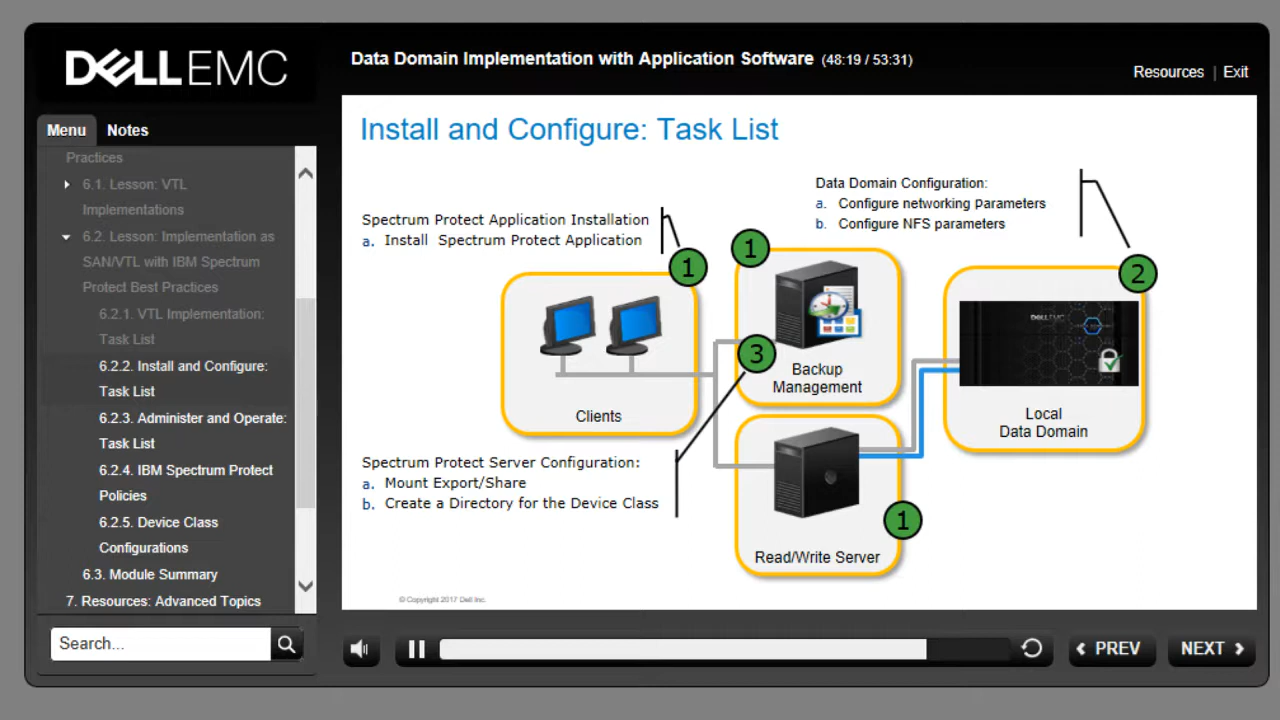 DELLEMC
Data Domain Implementation with Application Software (48:19 / 53:31)
Resources | Exit
Menu
Notes
Practices
6.1. Lesson: VTL
Implementations
6.2. Lesson: Implementation as
SAN/VTL with IBM Spectrum
Protect Best Practices
6.2.1. VTL Implementation:
Task List
6.2.2. Install and Configure:
Task List
6.2.3. Administer and Operate:
Task List
6.2.4. IBM Spectrum Protect
Policies
6.2.5. Device Class
Configurations
6.3. Module Summary
7. Resources: Advanced Topics
Search...
Install and Configure: Task List
Spectrum Protect Application Installation
a. Install Spectrum Protect Application
Data Domain Configuration:
a. Configure networking parameters
b. Configure NFS parameters
1
1
2
3
Clients
Backup
Management
DELLEMC
Local
Data Domain
Spectrum Protect Server Configuration:
a. Mount Export/Share
b. Create a Directory for the Device Class
1
Read/Write Server
© Copyright 2017 Dell Inc.
PREV
NEXT